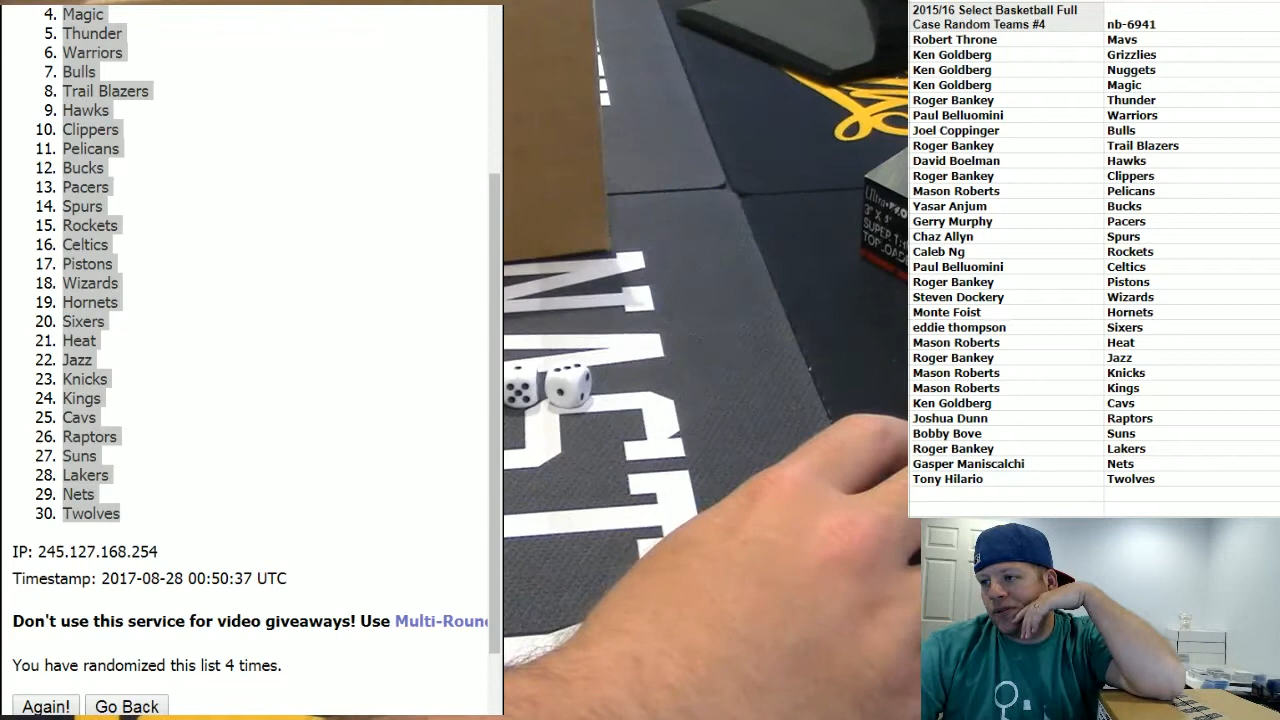 4. Magic
5. Thunder
6. Warriors
7. Bulls
8. Trail Blazers
9. Hawks
10. Clippers
11. Pelicans
12. Bucks
13. Pacers
14. Spurs
15. Rockets
16. Celtics
17. Pistons
18. Wizards
19. Hornets
20. Sixers
21. Heat
22. Jazz
23. Knicks
24. Kings
25. Cavs
26. Raptors
27. Suns
28. Lakers
29. Nets
30. Twolves
IP: 245.127.168.254
Timestamp: 2017-08-28 00:50:37 UTC
Don't use this service for video giveaways! Use Multi-Roun
You have randomized this list 4 times.
Again! Go Back
Ultra PRO
3" X 4"
SUPER
TOP LOAD
2015/16 Select Basketball Full
Case Random Teams #4 nb-6941
Robert Throne Mavs
Ken Goldberg Grizzlies
Ken Goldberg Nuggets
Ken Goldberg Magic
Roger Bankey Thunder
Paul Belluomini Warriors
Joel Coppinger Bulls
Roger Bankey Trail Blazers
David Boelman Hawks
Roger Bankey Clippers
Mason Roberts Pelicans
Yasar Anjum Bucks
Gerry Murphy Pacers
Chaz Allyn Spurs
Caleb Ng Rockets
Paul Belluomini Celtics
Roger Bankey Pistons
Steven Dockery Wizards
Monte Foist Hornets
eddie thompson Sixers
Mason Roberts Heat
Roger Bankey Jazz
Mason Roberts Knicks
Mason Roberts Kings
Ken Goldberg Cavs
Joshua Dunn Raptors
Bobby Bove Suns
Roger Bankey Lakers
Gasper Maniscalchi Nets
Tony Hilario Twolves